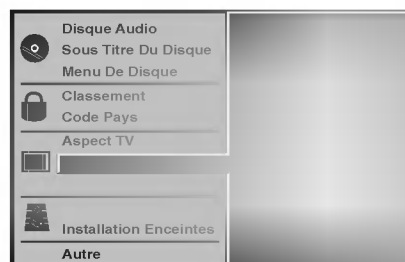 Disque Audio
Sous Titre Du Disque
Menu De Disque
Classement
Code Pays
Aspect TV
Installation Enceintes
Autre